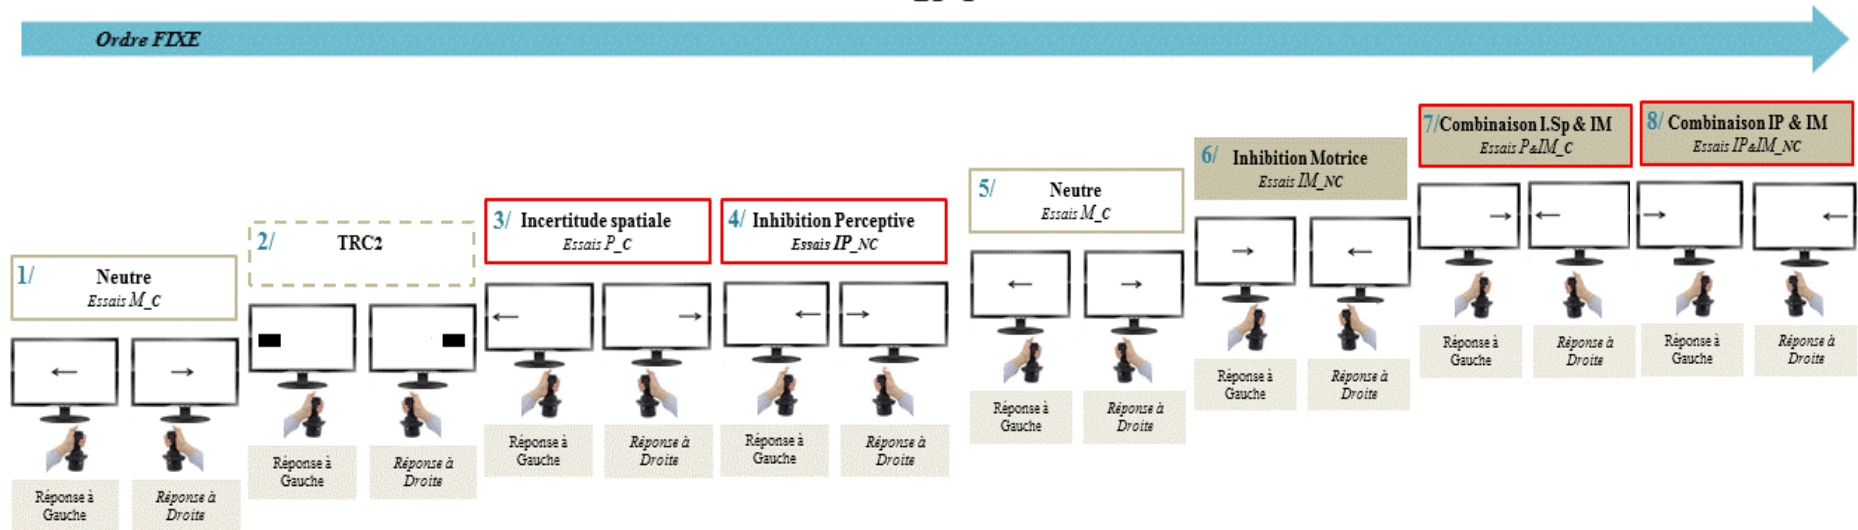 Ordre FIXE
1/ Neutre
Essais M_C
Réponse à
Gauche
Réponse à
Droite
2/ TRC2
Réponse à
Gauche
Réponse à
Droite
3/ Incertitude spatiale
Essais P_C
Réponse à
Gauche
Réponse à
Droite
4/ Inhibition Perceptive
Essais IP_NC
Réponse à
Gauche
Réponse à
Droite
5/ Neutre
Essais M_C
Réponse à
Gauche
Réponse à
Droite
6/ Inhibition Motrice
Essais IM_NC
Réponse à
Gauche
Réponse à
Droite
7/ Combinaison I.Sp & IM
Essais P&IM_C
Réponse à
Gauche
Réponse à
Droite
8/ Combinaison IP & IM
Essais IP&IM_NC
Réponse à
Gauche
Réponse à
Droite